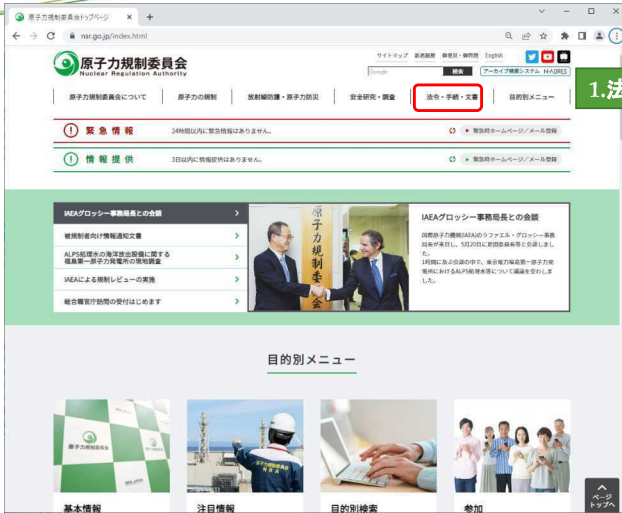 原子力規制委員会トップページ
nsr.go.jp/index.html
原子力規制委員会
Nuclear Regulation Authority
サイトマップ 新着履歴 御意見・御質問 English
Google 検索 アーカイブ検索システム N-ADRES
原子力規制委員会について 原子力の規制 放射線防護・原子力防災 安全研究・調査 法令・手続・文書 目的別メニュー
1.法
緊急情報 24時間以内に緊急情報はありません。 緊急時ホームページ／メール登録
情報提供 3日以内に情報提供はありません。 緊急時ホームページ／メール登録
IAEAグロッシー事務局長との会談
被規制者向け情報通知文書
ALPS処理水の海洋放出設備に関する
福島第一原子力発電所の現地調査
IAEAによる規制レビューの実施
総合職官庁訪問の受付はじめます
原子力規制委員会
IAEAグロッシー事務局長との会談
国際原子力機関(IAEA)のラファエル・グロッシー事務
局長が来日し、5月20日に更田委員長等と会談しまし
た。
1時間に及ぶ会談の中で、東京電力福島第一原子力発
電所におけるALPS処理水等について議論を交わしま
した。
目的別メニュー
原子力規制委員会
基本情報 注目情報 目的別検索 参加
ページ
トップへ